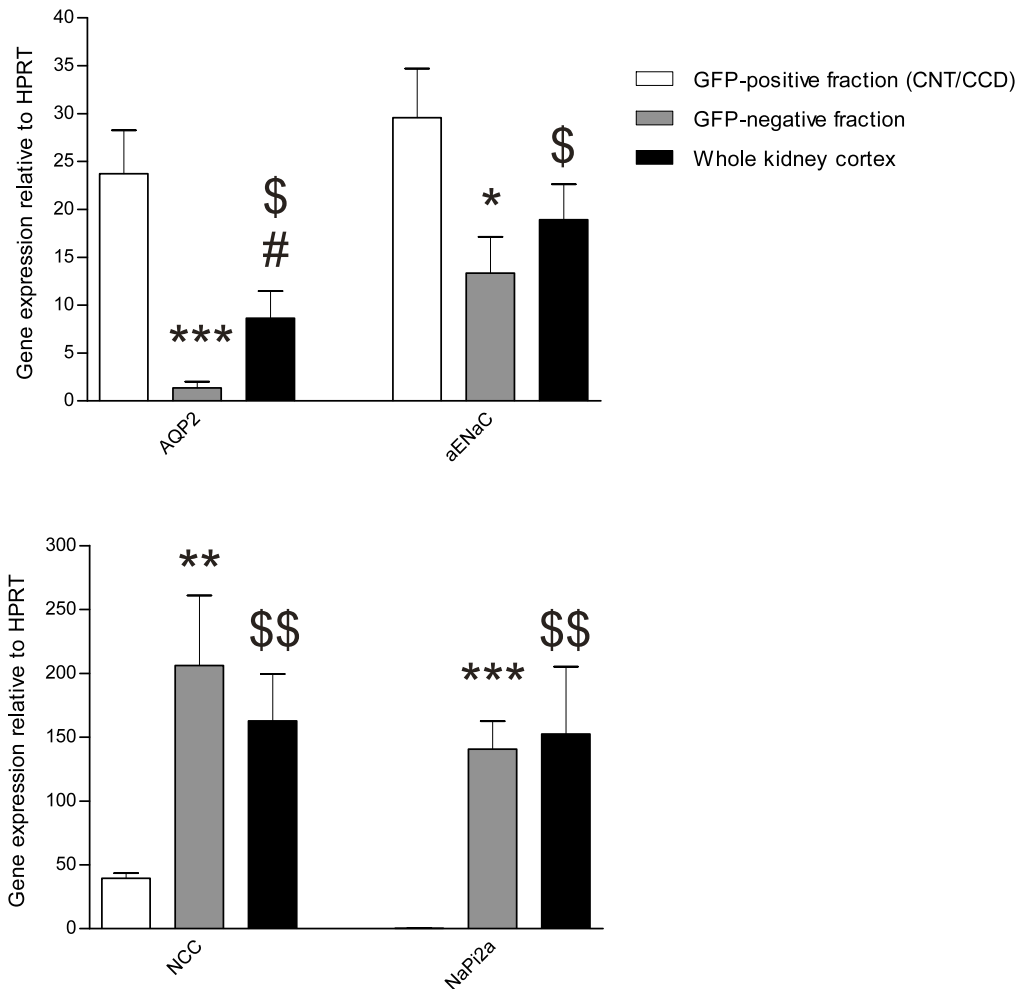 Gene expression relative to HPRT
40
35
30
25
20
15
10
5
0
***
$
#
*
$
AQP2
aENaC
GFP-positive fraction (CNT/CCD)
GFP-negative fraction
Whole kidney cortex
Gene expression relative to HPRT
300
250
200
150
100
50
0
**
$$
***
$$
NCC
NaPi2a